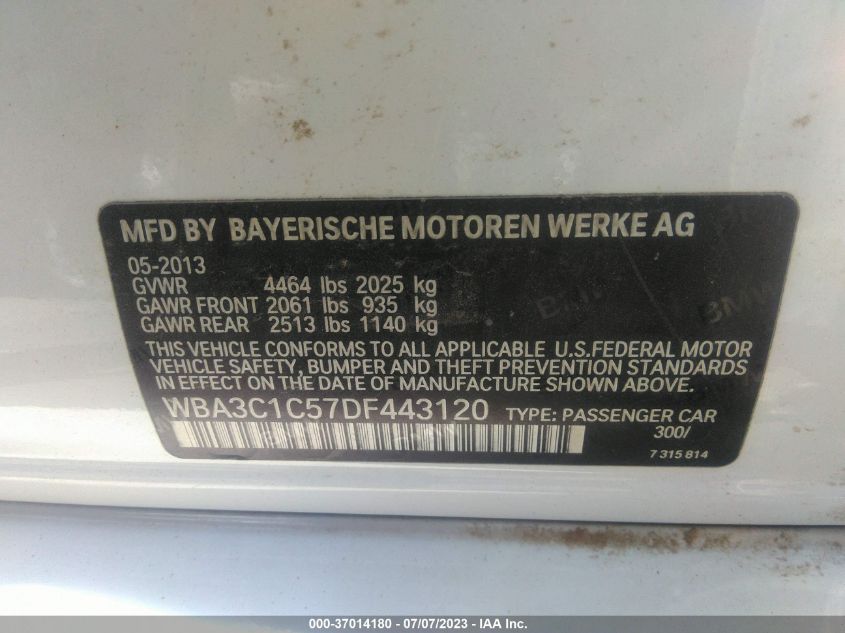 MFD BY BAYERISCHE MOTOREN WERKE AG
05-2013
GVWR 4464 lbs 2025 kg
GAWR FRONT 2061 lbs 935 kg
GAWR REAR 2513 lbs 1140 kg
THIS VEHICLE CONFORMS TO ALL APPLICABLE U.S.FEDERAL MOTOR
VEHICLE SAFETY, BUMPER AND THEFT PREVENTION STANDARDS
IN EFFECT ON THE DATE OF MANUFACTURE SHOWN ABOVE.
WBA3C1C57DF443120 TYPE: PASSENGER CAR
300/
7 315 814
000-37014180 - 07/07/2023 - IAA Inc.